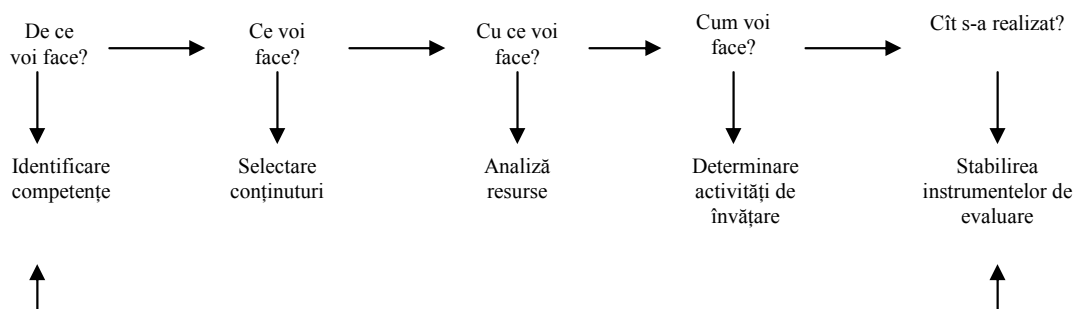 De ce
voi face?
Ce voi
face?
Cu ce voi
face?
Cum voi
face?
Cît s-a realizat?
Identificare
competențe
Selectare
conținuturi
Analiză
resurse
Determinare
activități de
învățare
Stabilirea
instrumentelor de
evaluare